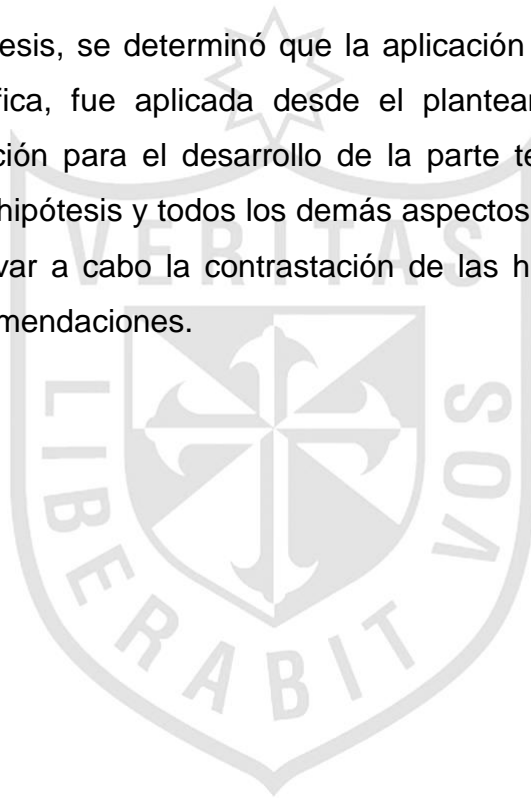 esis, se determinó que la aplicación
fica, fue aplicada desde el plantear
ción para el desarrollo de la parte te
hipótesis y todos los demás aspectos
var a cabo la contrastación de las h
mendaciones.
VERITAS
LIBERABIT
VOS